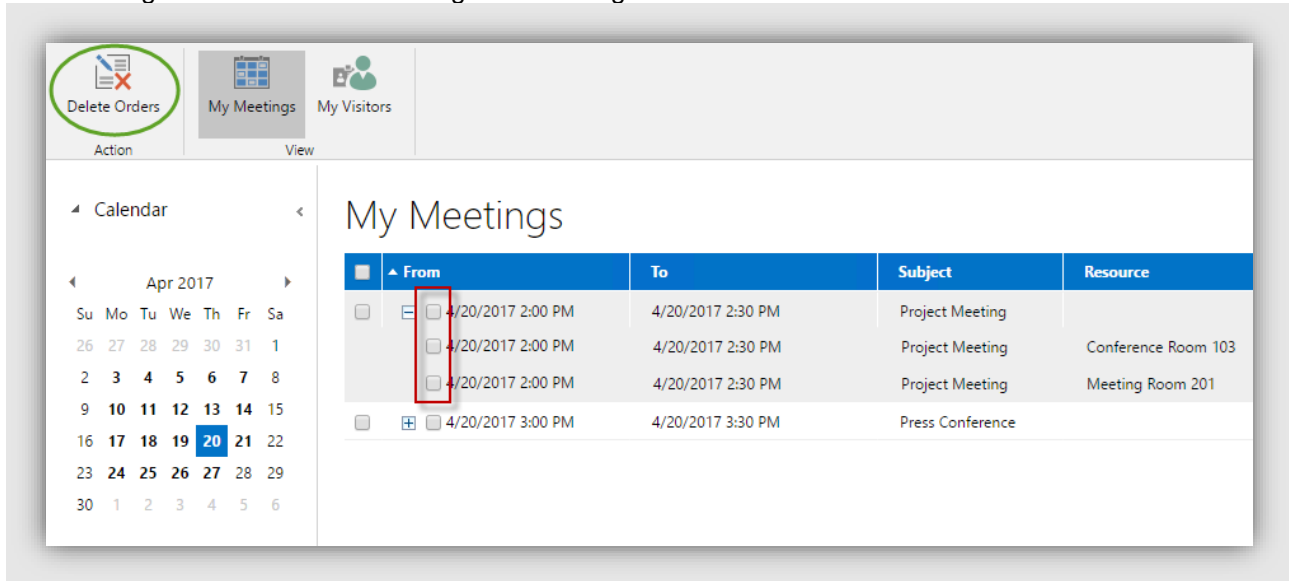 Delete Orders
My Meetings
My Visitors
Action
View
Calendar
My Meetings
Apr 2017
Su Mo Tu We Th Fr Sa
26 27 28 29 30 31 1
2 3 4 5 6 7 8
9 10 11 12 13 14 15
16 17 18 19 20 21 22
23 24 25 26 27 28 29
30 1 2 3 4 5 6
From To Subject Resource
4/20/2017 2:00 PM 4/20/2017 2:30 PM Project Meeting
4/20/2017 2:00 PM 4/20/2017 2:30 PM Project Meeting Conference Room 103
4/20/2017 2:00 PM 4/20/2017 2:30 PM Project Meeting Meeting Room 201
4/20/2017 3:00 PM 4/20/2017 3:30 PM Press Conference